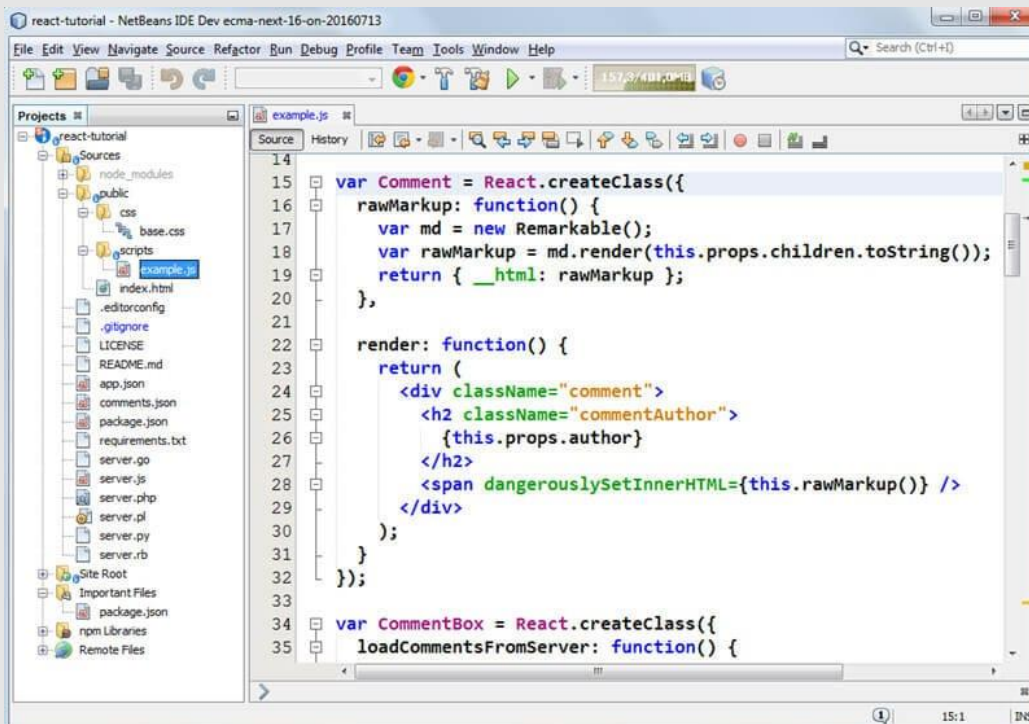 react-tutorial - NetBeans IDE Dev ecma-next-16-on-20160713
File Edit View Navigate Source Refactor Run Debug Profile Team Tools Window Help
Search (Ctrl+I)
157,3/401,0MB
Projects
react-tutorial
Sources
node_modules
public
css
base.css
scripts
example.js
index.html
.editorconfig
.gitignore
LICENSE
README.md
app.json
comments.json
package.json
requirements.txt
server.go
server.js
server.php
server.pl
server.py
server.rb
Site Root
Important Files
package.json
npm Libraries
Remote Files
example.js
Source History
14
15 var Comment = React.createClass({
16 rawMarkup: function() {
17 var md = new Remarkable();
18 var rawMarkup = md.render(this.props.children.toString());
19 return { __html: rawMarkup };
20 },
21
22 render: function() {
23 return (
24 <div className="comment">
25 <h2 className="commentAuthor">
26 {this.props.author}
27 </h2>
28 <span dangerouslySetInnerHTML={this.rawMarkup()} />
29 </div>
30 );
31 }
32 });
33
34 var CommentBox = React.createClass({
35 loadCommentsFromServer: function() {
1 15:1 INS